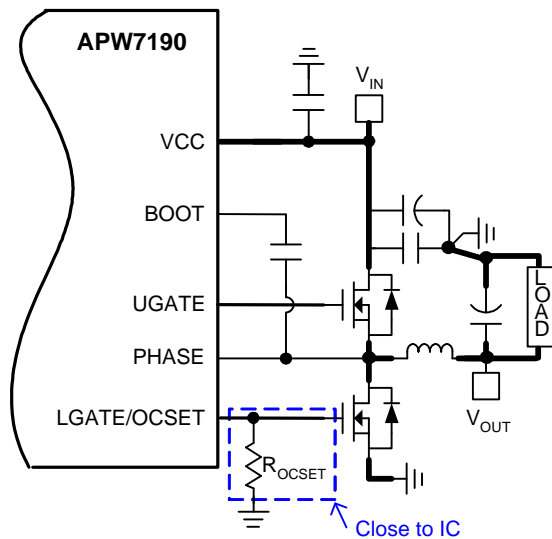 APW7190
V_IN
VCC
BOOT
UGATE
LOAD
PHASE
LGATE/OCSET
V_OUT
R_OCSET
Close to IC